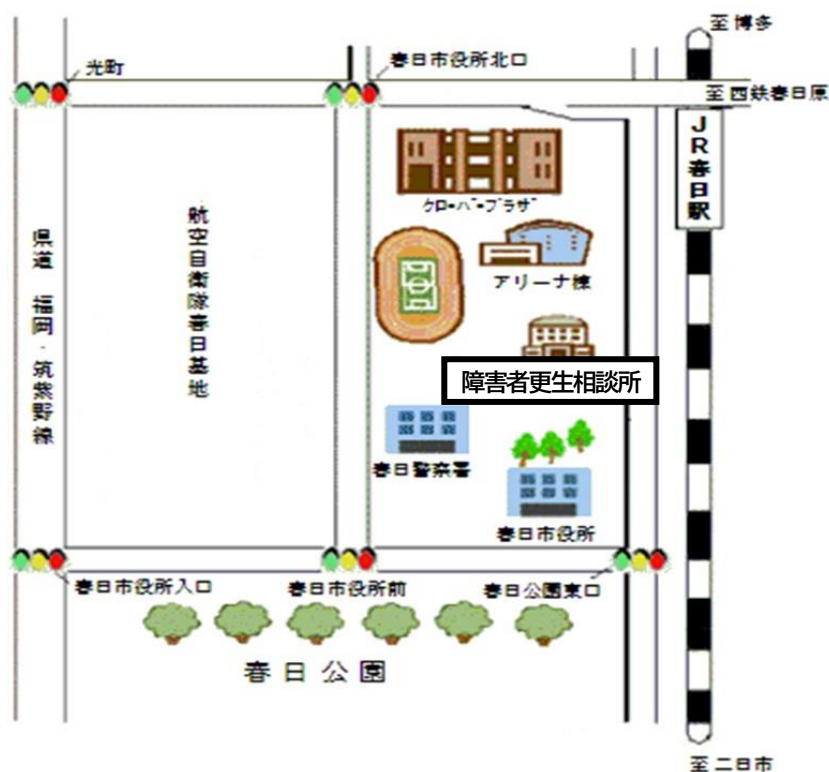 至 博多
光町
春日市役所北口
至 西鉄春日原
JR春日駅
クローバープラザ
航空自衛隊春日基地
県道 福岡・筑紫野線
アリーナ棟
障害者更生相談所
春日警察署
春日市役所
春日市役所入口
春日市役所前
春日公園東口
春日公園
至 二日市